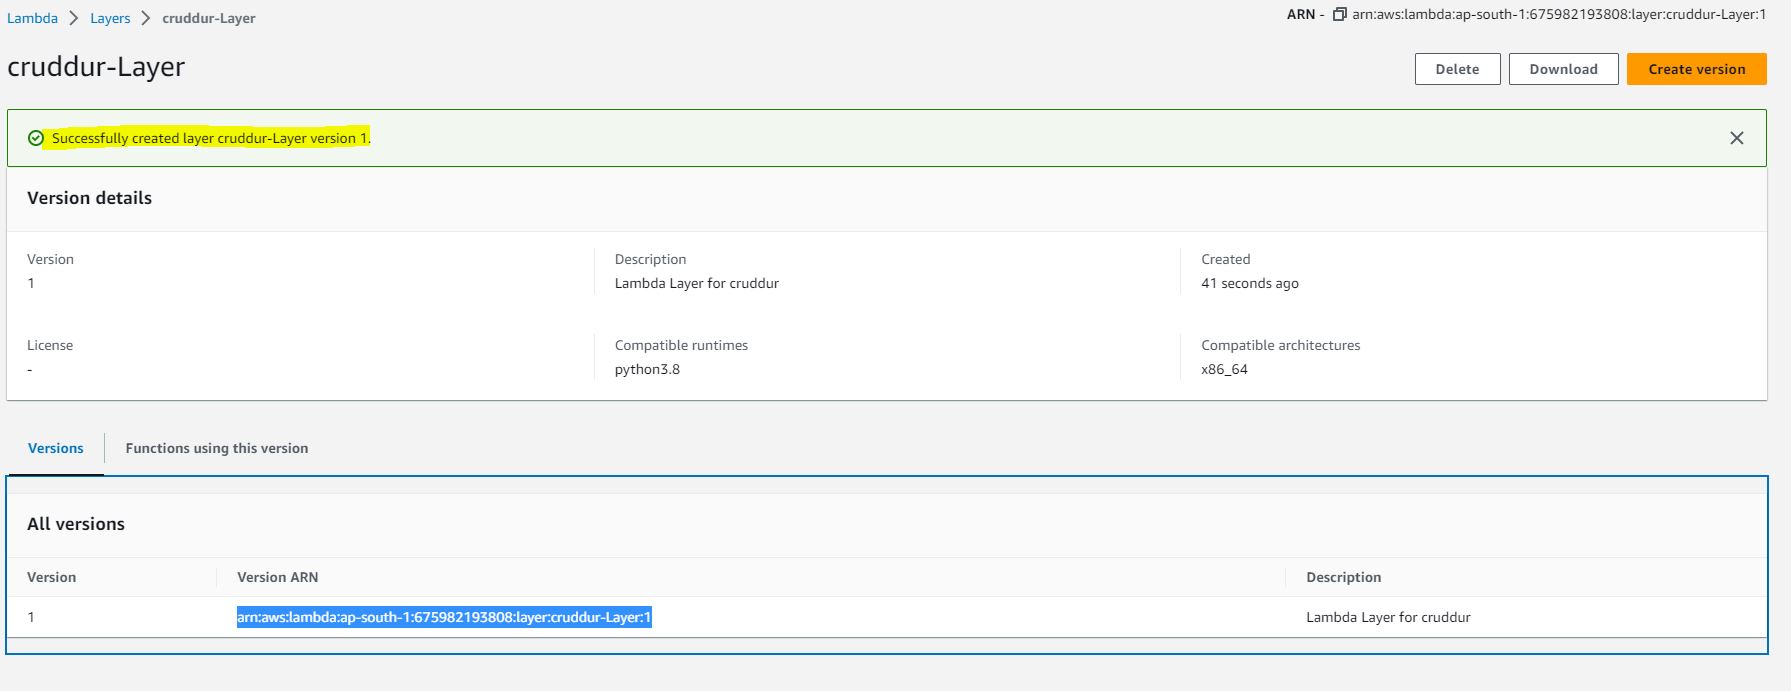 Lambda > Layers > cruddur-Layer
ARN - arn:aws:lambda:ap-south-1:675982193808:layer:cruddur-Layer:1
cruddur-Layer
Delete Download Create version
Successfully created layer cruddur-Layer version 1.
Version details
Version Description Created
1 Lambda Layer for cruddur 41 seconds ago
License Compatible runtimes Compatible architectures
- python3.8 x86_64
Versions Functions using this version
All versions
Version Version ARN Description
1 arn:aws:lambda:ap-south-1:675982193808:layer:cruddur-Layer:1 Lambda Layer for cruddur